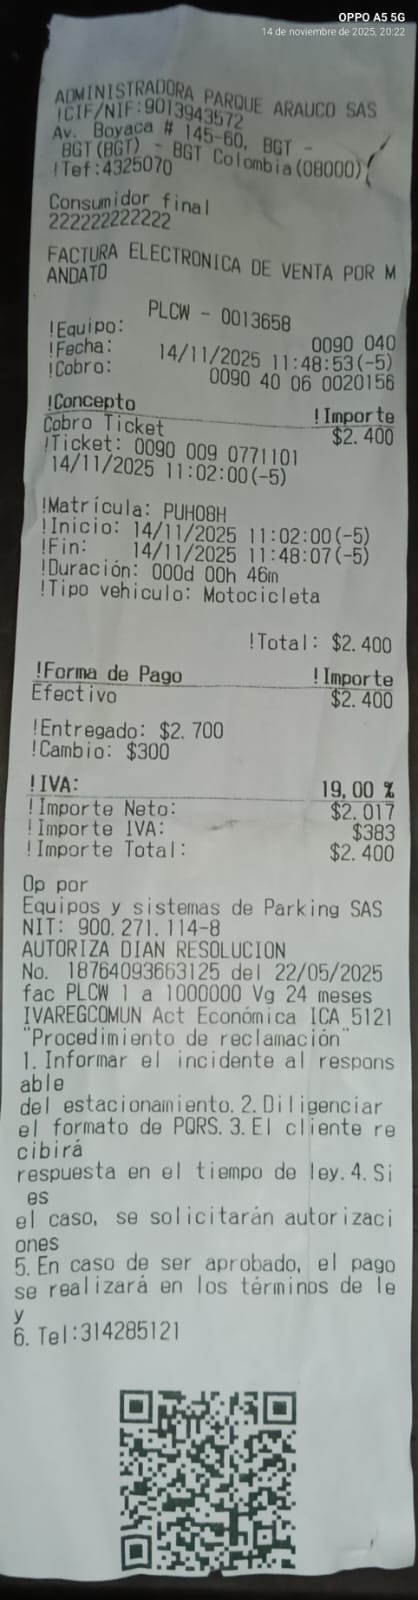 OPPO A5 5G
14 de noviembre de 2025, 20:22
ADMINISTRADORA PARQUE ARAUCO SAS
!CIF/NIF:9013943572
Av. Boyaca # 145-60, BGT -
BGT(BGT) - BGT Colombia(08000)
!Tef:4325070
Consumidor final
222222222222
FACTURA ELECTRONICA DE VENTA POR M
ANDATO
PLCW - 0013658
!Equipo: 0090 040
!Fecha: 14/11/2025 11:48:53(-5)
!Cobro: 0090 40 06 0020156
!Concepto !Importe
Cobro Ticket $2.400
!Ticket: 0090 009 0771101
14/11/2025 11:02:00(-5)
!Matrícula: PUH08H
!Inicio: 14/11/2025 11:02:00(-5)
!Fin: 14/11/2025 11:48:07(-5)
!Duración: 000d 00h 46m
!Tipo vehiculo: Motocicleta
!Total: $2.400
!Forma de Pago !Importe
Efectivo $2.400
!Entregado: $2.700
!Cambio: $300
!IVA: 19,00 %
!Importe Neto: $2.017
!Importe IVA: $383
!Importe Total: $2.400
Op por
Equipos y sistemas de Parking SAS
NIT: 900.271.114-8
AUTORIZA DIAN RESOLUCION
No. 18764093663125 del 22/05/2025
fac PLCW 1 a 1000000 Vg 24 meses
IVAREGCOMUN Act Económica ICA 5121
"Procedimiento de reclamación"
1. Informar el incidente al respons
able
del estacionamiento. 2. Diligenciar
el formato de PQRS. 3. El cliente re
cibirá
respuesta en el tiempo de ley. 4. Si
es
el caso, se solicitarán autorizaci
ones
5. En caso de ser aprobado, el pago
se realizará en los términos de le
y
6. Tel:314285121